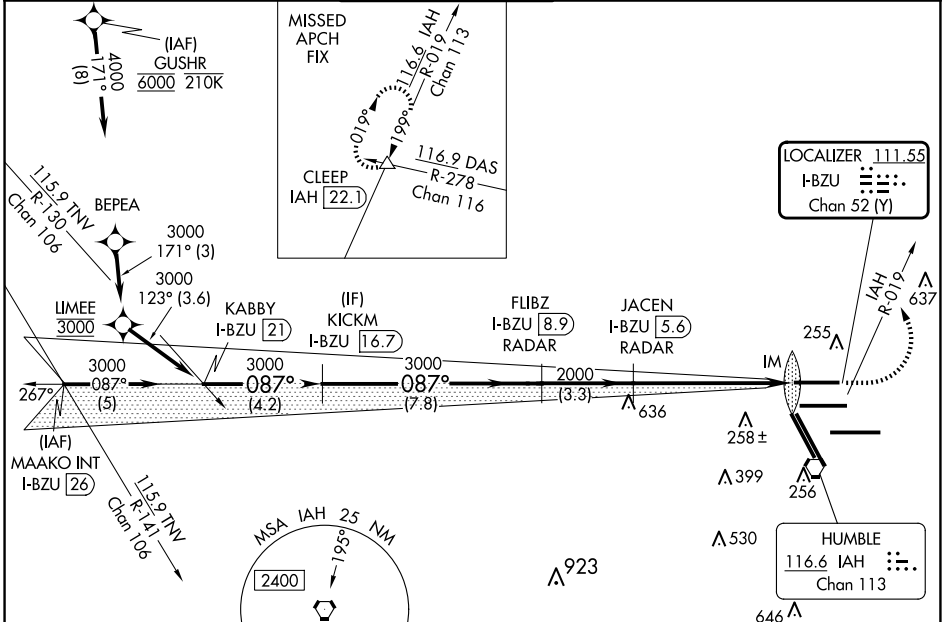 MISSED
APCH
FIX
116.6 IAH
R-019
Chan 113
019°
199°
CLEEP
IAH 22.1
116.9 DAS
R-278
Chan 116
(IAF)
GUSHR
6000 210K
4000
171°
(8)
LOCALIZER 111.55
I-BZU
Chan 52 (Y)
115.9 TNV
R-130
Chan 106
BEPEA
3000
171° (3)
3000
123° (3.6)
LIMEE
3000
KABBY
I-BZU 21
(IF)
KICKM
I-BZU 16.7
FLIBZ
I-BZU 8.9
RADAR
JACEN
I-BZU 5.6
RADAR
IAH
R-019
637
255
IM
267°
3000
087°
(5)
3000
087°
(4.2)
3000
087°
(7.8)
2000
(3.3)
636
258 ±
399
256
530
923
646
(IAF)
MAAKO INT
I-BZU 26
115.9 TNV
R-141
Chan 106
MSA IAH 25 NM
195°
2400
HUMBLE
116.6 IAH
Chan 113